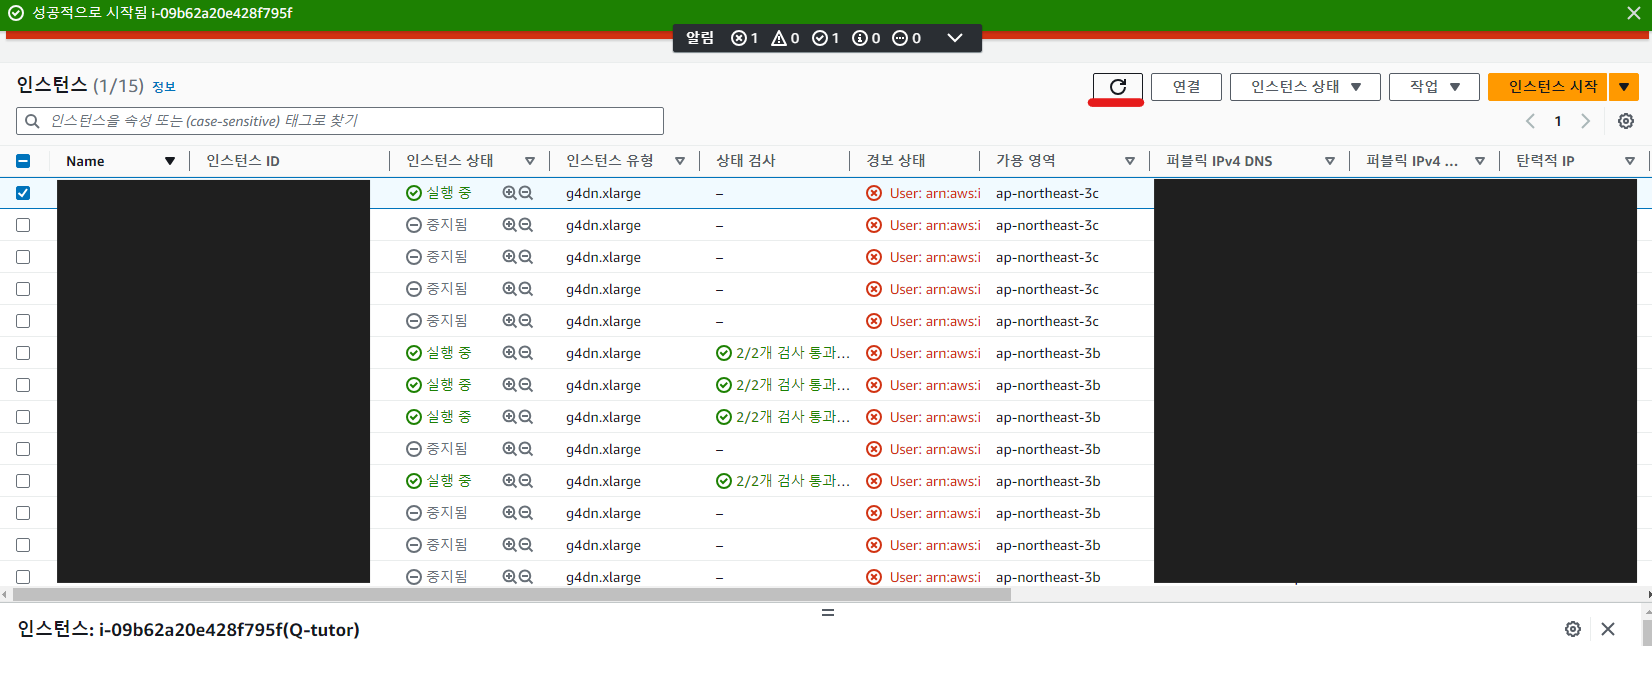 성공적으로 시작됨 i-09b62a20e428f795f
알림 1 0 1 0 0
인스턴스 (1/15) 정보 연결 인스턴스 상태 작업 인스턴스 시작
인스턴스을 속성 또는 (case-sensitive) 태그로 찾기 1
Name 인스턴스 ID 인스턴스 상태 인스턴스 유형 상태 검사 경보 상태 가용 영역 퍼블릭 IPv4 DNS 퍼블릭 IPv4 ... 탄력적 IP
실행 중 g4dn.xlarge – User: arn:aws:i ap-northeast-3c
중지됨 g4dn.xlarge – User: arn:aws:i ap-northeast-3c
중지됨 g4dn.xlarge – User: arn:aws:i ap-northeast-3c
중지됨 g4dn.xlarge – User: arn:aws:i ap-northeast-3c
중지됨 g4dn.xlarge – User: arn:aws:i ap-northeast-3c
실행 중 g4dn.xlarge 2/2개 검사 통과... User: arn:aws:i ap-northeast-3b
실행 중 g4dn.xlarge 2/2개 검사 통과... User: arn:aws:i ap-northeast-3b
실행 중 g4dn.xlarge 2/2개 검사 통과... User: arn:aws:i ap-northeast-3b
중지됨 g4dn.xlarge – User: arn:aws:i ap-northeast-3b
실행 중 g4dn.xlarge 2/2개 검사 통과... User: arn:aws:i ap-northeast-3b
중지됨 g4dn.xlarge – User: arn:aws:i ap-northeast-3b
중지됨 g4dn.xlarge – User: arn:aws:i ap-northeast-3b
중지됨 g4dn.xlarge – User: arn:aws:i ap-northeast-3b
인스턴스: i-09b62a20e428f795f(Q-tutor)